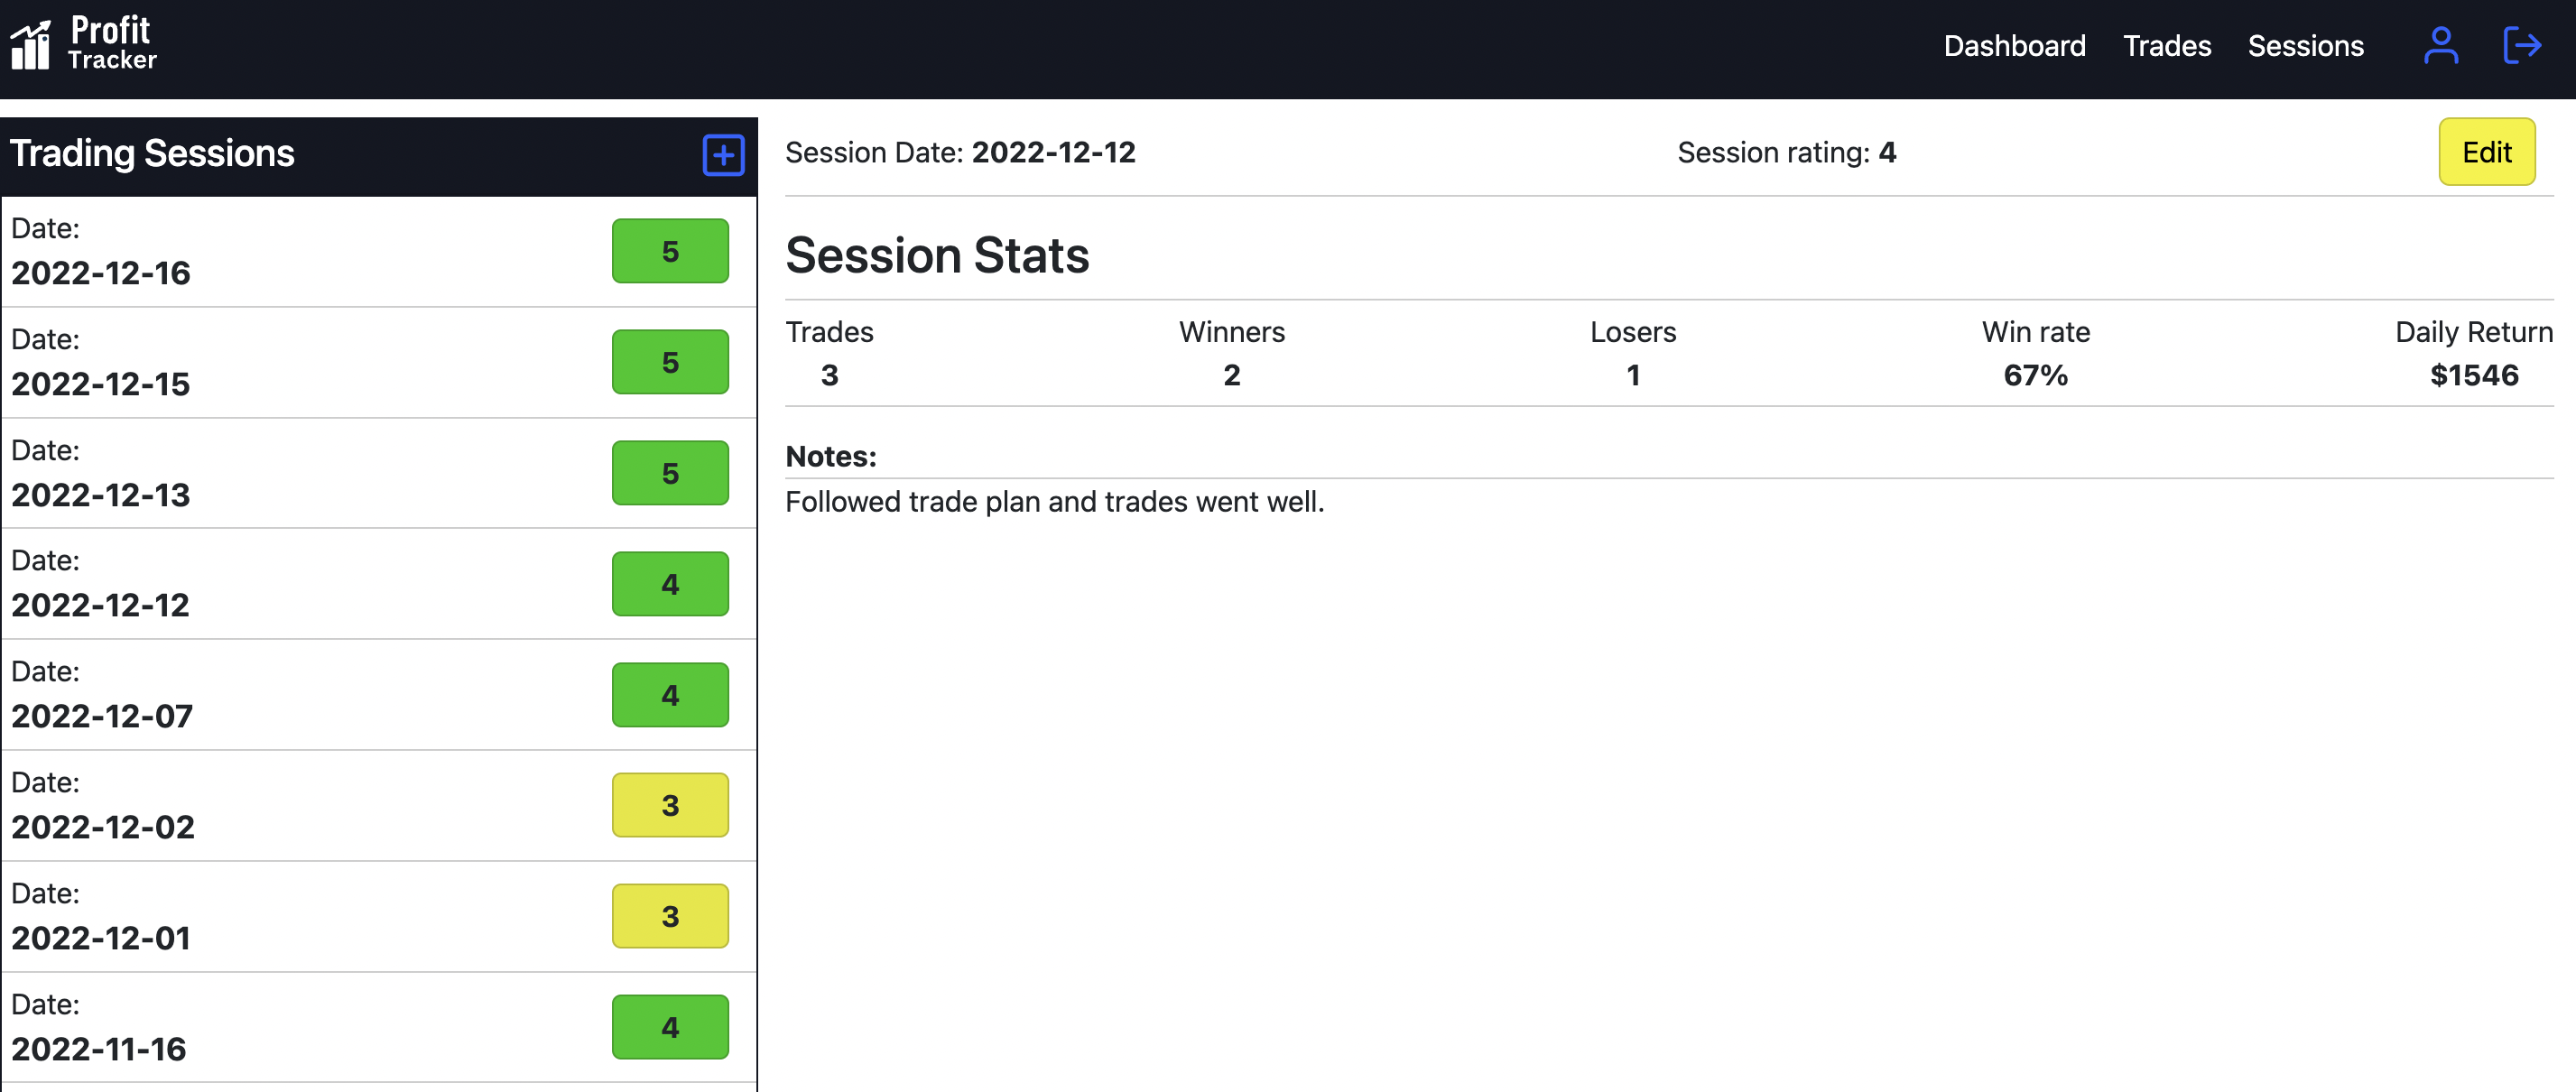 Profit
Tracker
Dashboard Trades Sessions
Trading Sessions
Date:
2022-12-16
5
Date:
2022-12-15
5
Date:
2022-12-13
5
Date:
2022-12-12
4
Date:
2022-12-07
4
Date:
2022-12-02
3
Date:
2022-12-01
3
Date:
2022-11-16
4
Session Date: 2022-12-12 Session rating: 4 Edit
Session Stats
Trades Winners Losers Win rate Daily Return
3 2 1 67% $1546
Notes:
Followed trade plan and trades went well.